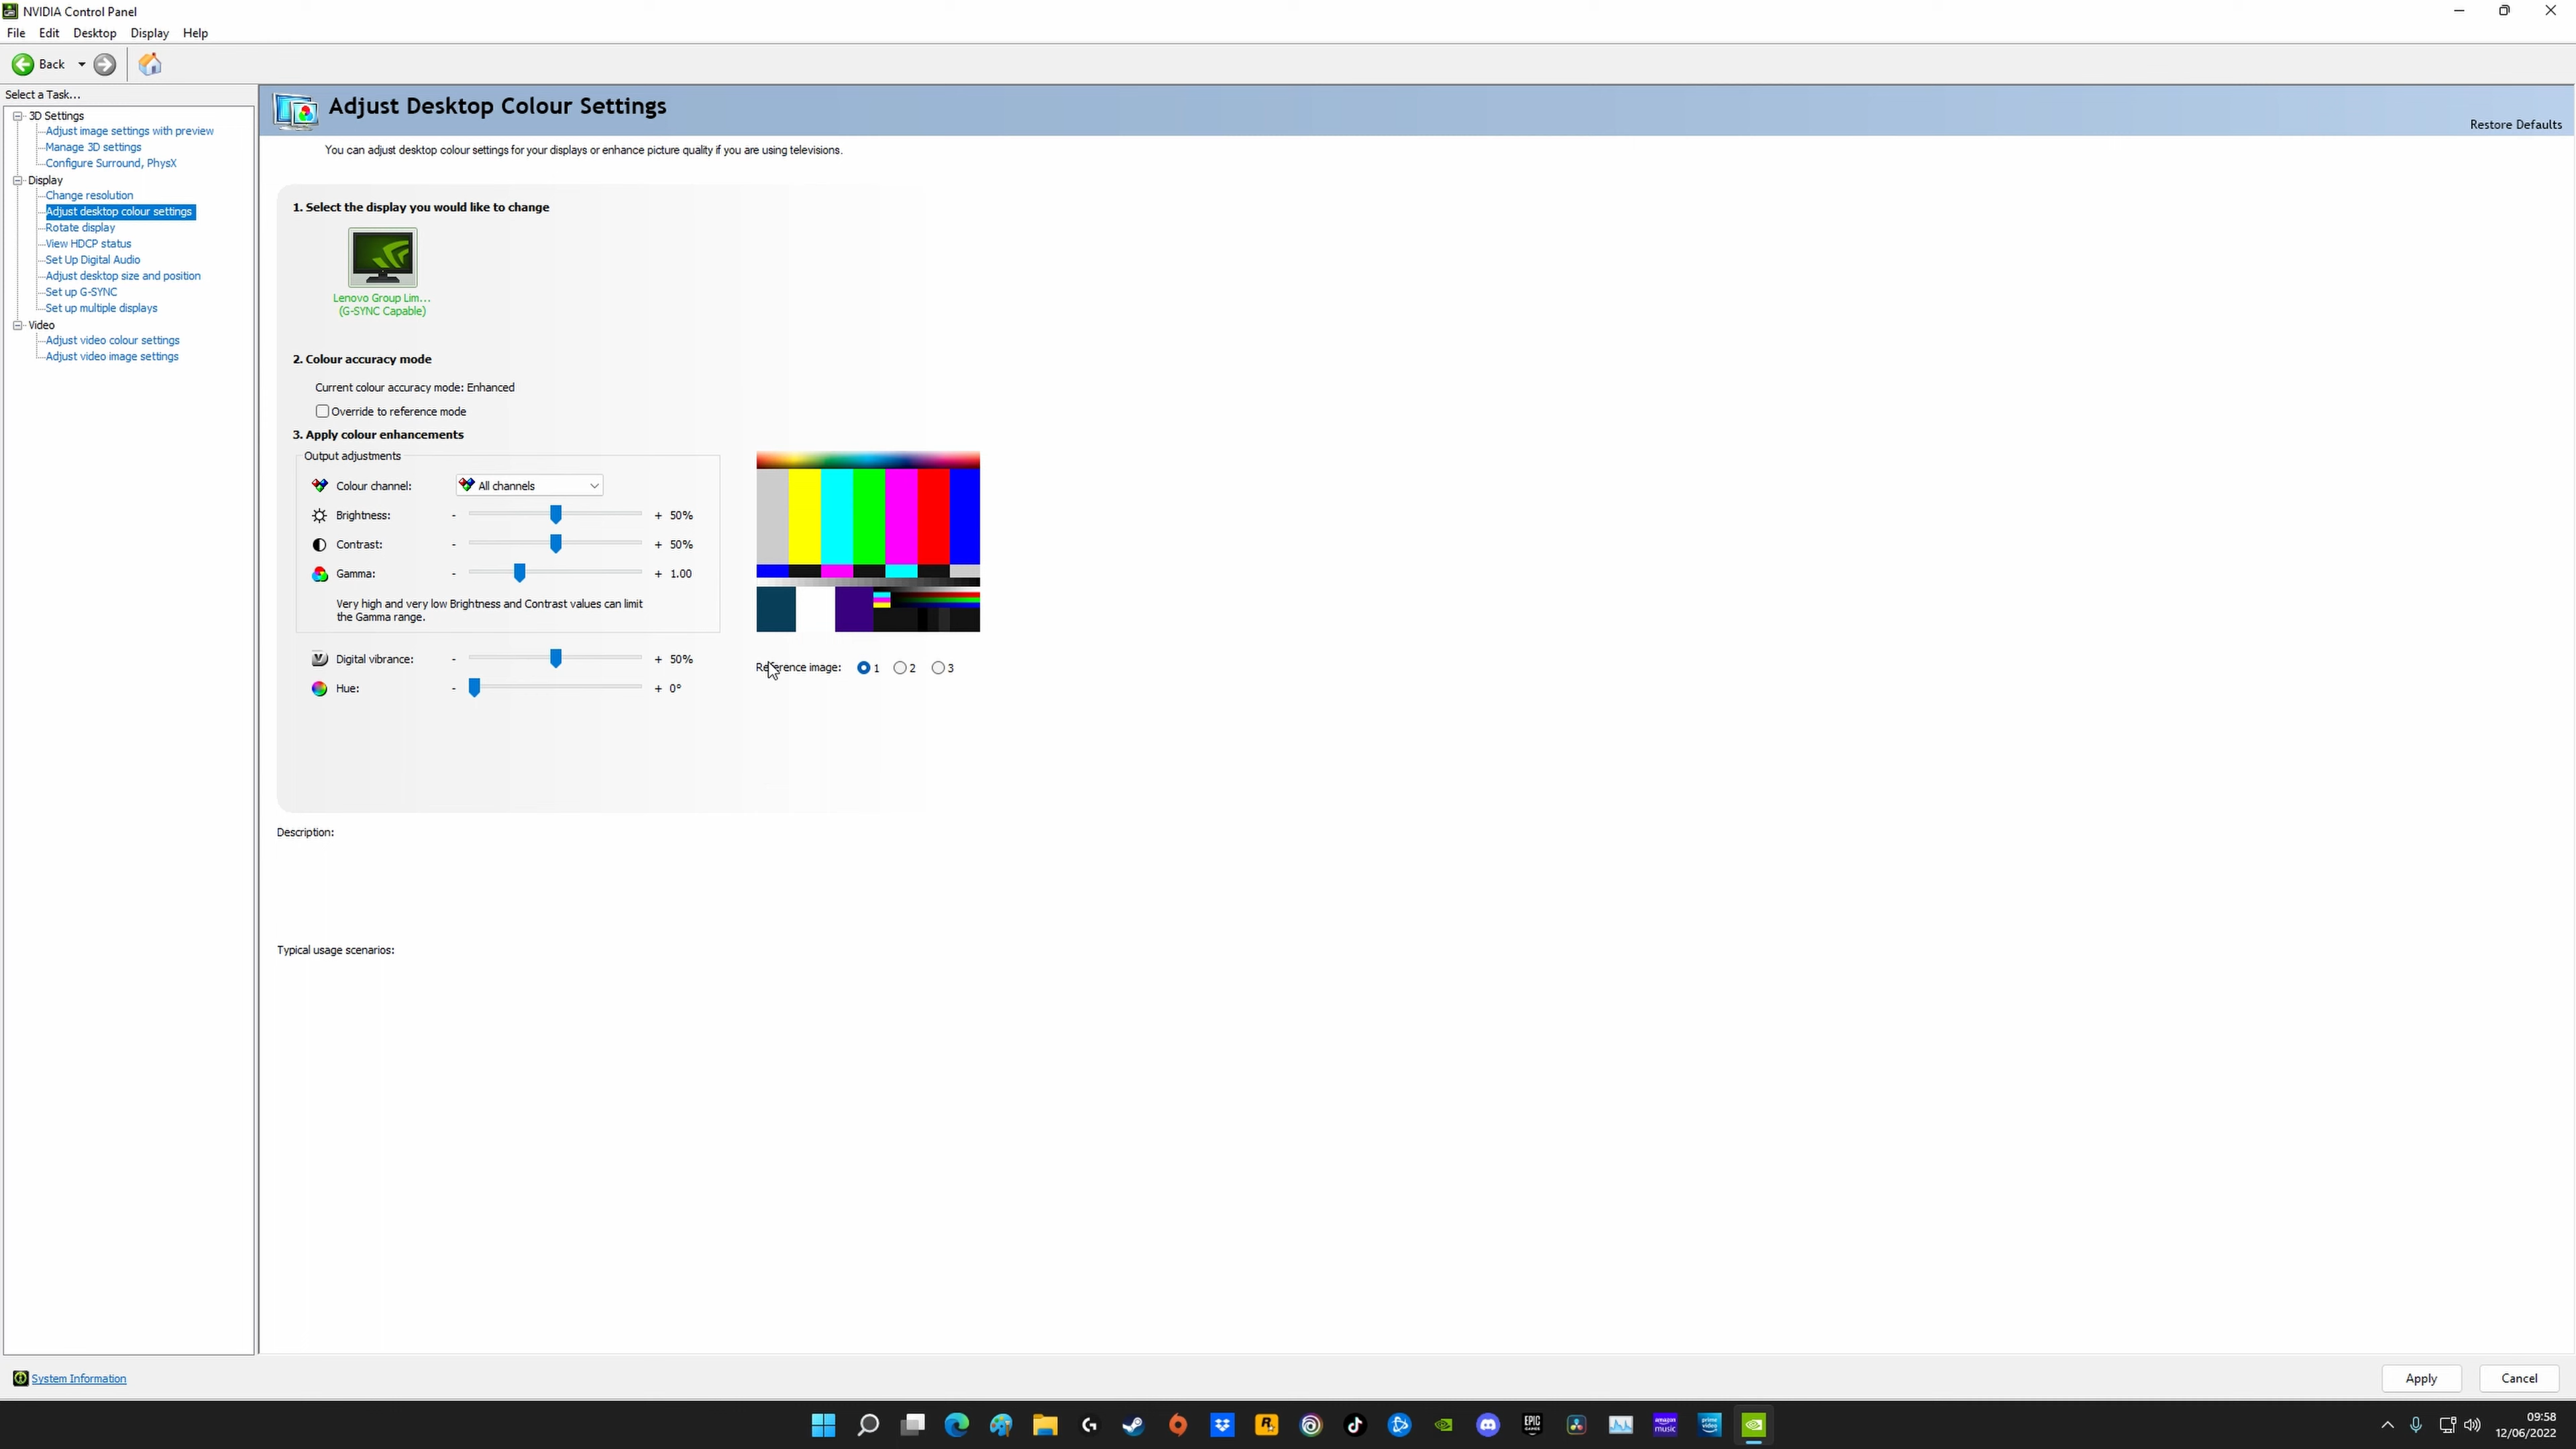 NVIDIA Control Panel
File Edit Desktop Display Help
Back
Select a Task...
3D Settings
Adjust image settings with preview
Manage 3D settings
Configure Surround, PhysX
Display
Change resolution
Adjust desktop colour settings
Rotate display
View HDCP status
Set Up Digital Audio
Adjust desktop size and position
Set up G-SYNC
Set up multiple displays
Video
Adjust video colour settings
Adjust video image settings
Adjust Desktop Colour Settings
Restore Defaults
You can adjust desktop colour settings for your displays or enhance picture quality if you are using televisions.
1. Select the display you would like to change
Lenovo Group Lim...
(G-SYNC Capable)
2. Colour accuracy mode
Current colour accuracy mode: Enhanced
Override to reference mode
3. Apply colour enhancements
Output adjustments
Colour channel: All channels
Brightness: - + 50%
Contrast: - + 50%
Gamma: - + 1.00
Very high and very low Brightness and Contrast values can limit
the Gamma range.
Digital vibrance: - + 50%
Hue: - + 0°
Reference image: 1 2 3
Description:
Typical usage scenarios:
System Information
Apply Cancel
EPIC GAMES
amazon music
prime video
09:58
12/06/2022